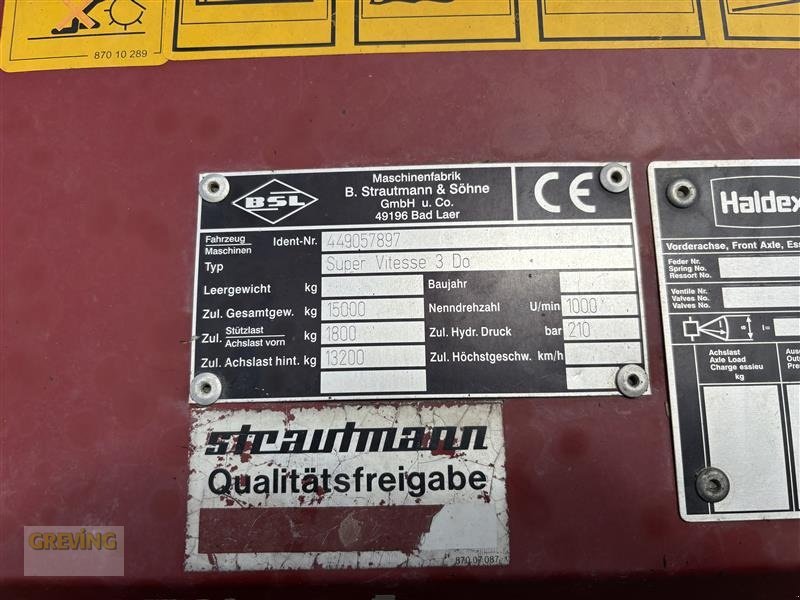 870 10 289
BSL
Maschinenfabrik
B. Strautmann & Söhne
GmbH u. Co.
49196 Bad Laer
CE
Fahrzeug
Maschinen
Ident-Nr. 449057897
Typ Super Vitesse 3 Do
Leergewicht kg
Baujahr
Zul. Gesamtgew. kg 15000
Nenndrehzahl U/min 1000
Zul. Stützlast
Achslast vorn kg 1800
Zul. Hydr. Druck bar 210
Zul. Achslast hint. kg 13200
Zul. Höchstgeschw. km/h
strautmann
Qualitätsfreigabe
870 07 087
Haldex
Vorderachse, Front Axle,
Feder Nr.
Spring No.
Ressort No.
Ventile Nr.
Valves No.
Valves No.
Achslast
Axle Load
Charge essieu
kg
GREVING